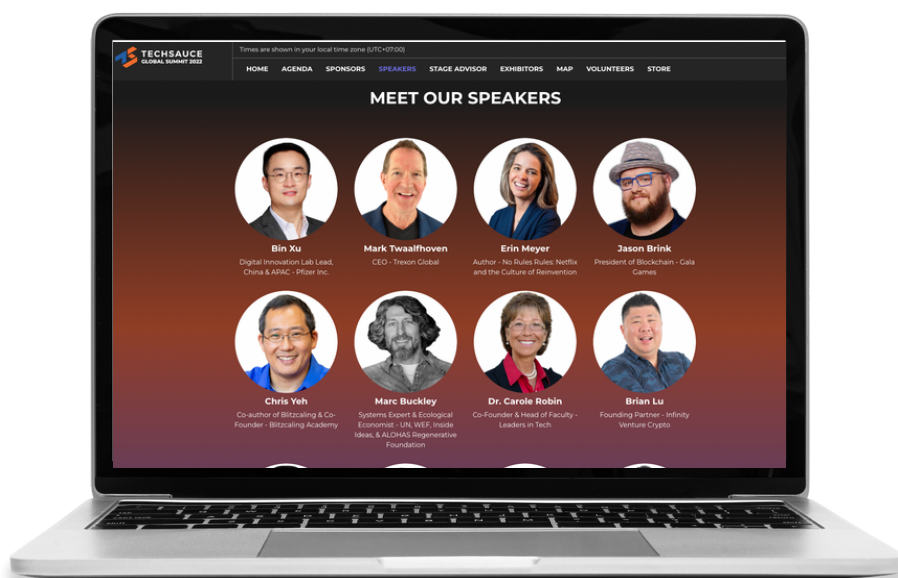 TECHSAUCE
GLOBAL SUMMIT 2022
Times are shown in your local time zone (UTC+07:00)
HOME AGENDA SPONSORS SPEAKERS STAGE ADVISOR EXHIBITORS MAP VOLUNTEERS STORE
MEET OUR SPEAKERS
Bin Xu
Digital Innovation Lab Lead,
China & APAC - Pfizer Inc.
Mark Twaalfhoven
CEO - Trexon Global
Erin Meyer
Author - No Rules Rules: Netflix
and the Culture of Reinvention
Jason Brink
President of Blockchain - Gala
Games
Chris Yeh
Co-author of Blitzcaling & Co-
Founder - Blitzcaling Academy
Marc Buckley
Systems Expert & Ecological
Economist - UN, WEF, Inside
Ideas, & ALOHAS Regenerative
Foundation
Dr. Carole Robin
Co-Founder & Head of Faculty -
Leaders in Tech
Brian Lu
Founding Partner - Infinity
Venture Crypto